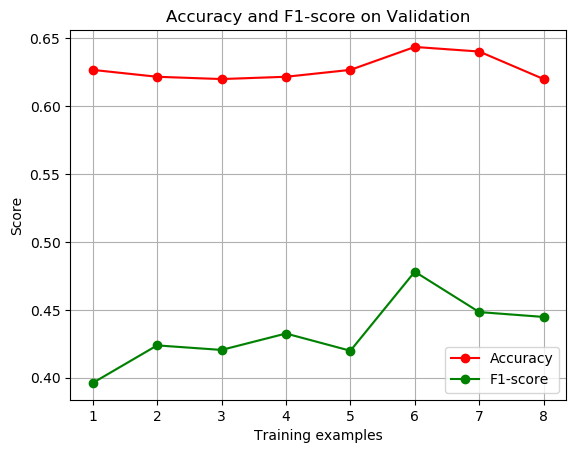 Accuracy and F1-score on Validation
0.65
0.60
0.55
0.50
0.45
0.40
Score
1 2 3 4 5 6 7 8
Training examples
Accuracy
F1-score